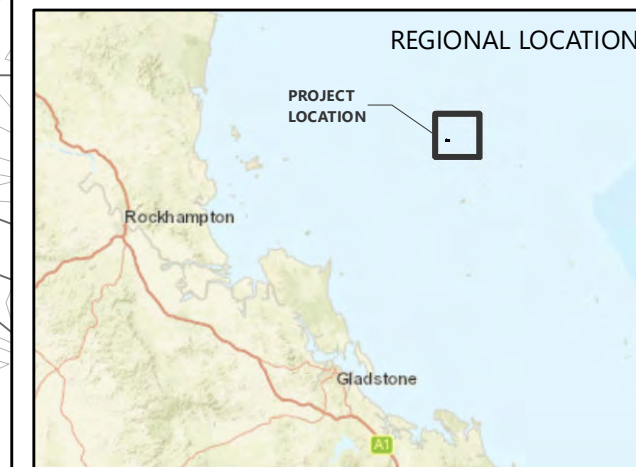 REGIONAL LOCATION
PROJECT
LOCATION
Rockhampton
Gladstone
A1